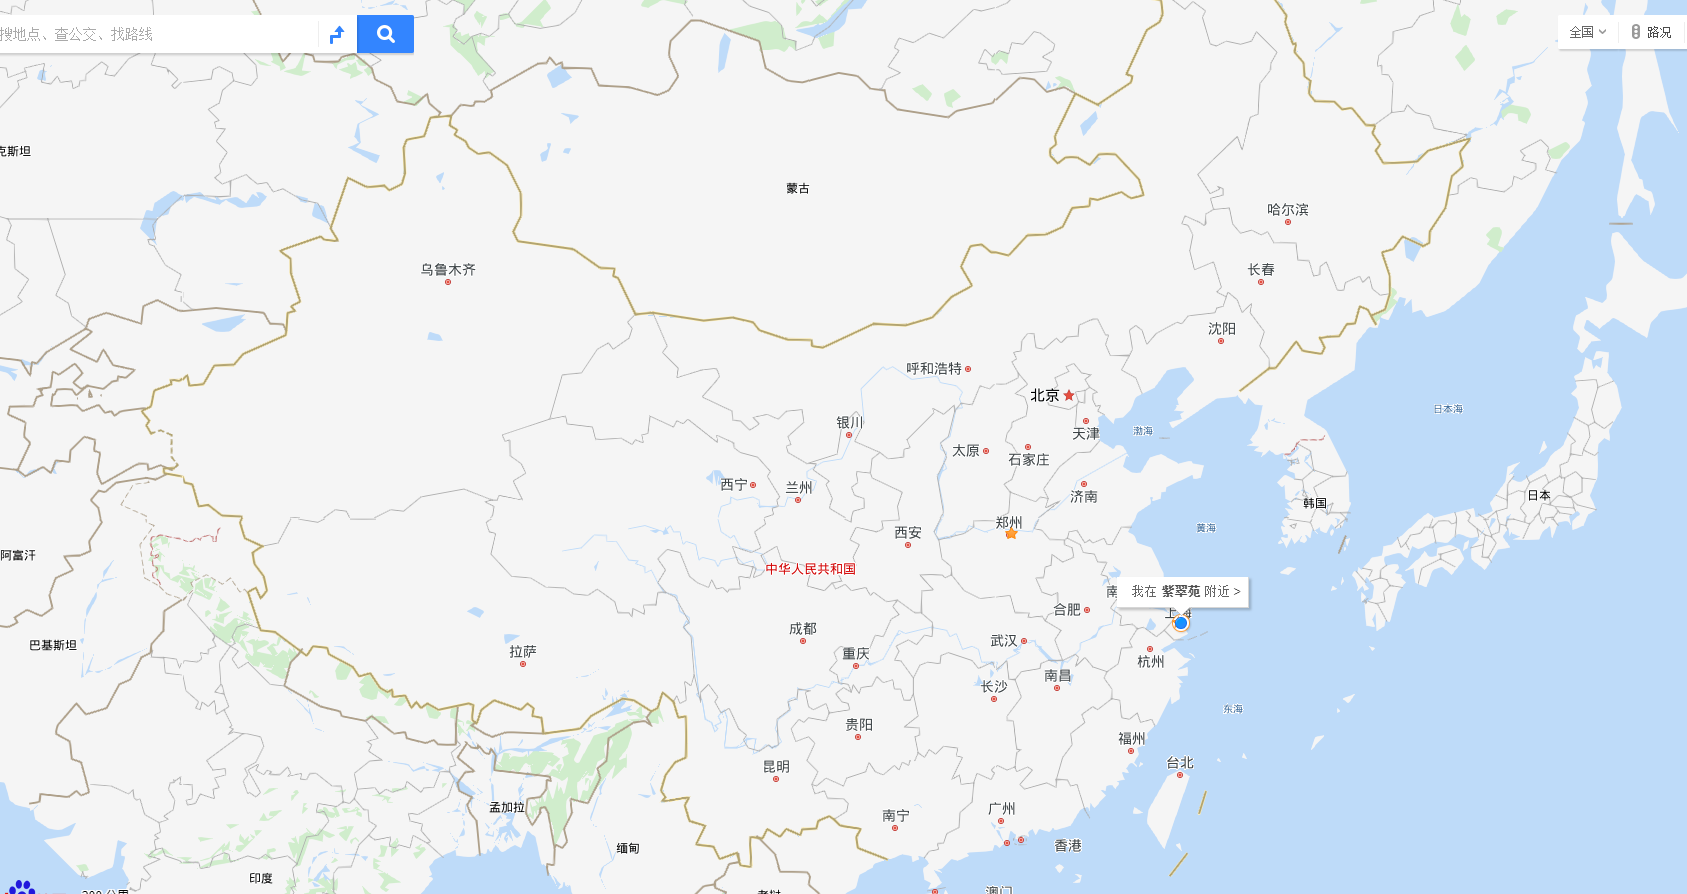 搜地点、查公交、找路线
全国
路况
克斯坦
蒙古
哈尔滨
乌鲁木齐
长春
沈阳
呼和浩特
北京
日本海
银川
渤海
天津
太原
石家庄
西宁
兰州
济南
日本
韩国
郑州
黄海
西安
阿富汗
中华人民共和国
南
我在 紫翠苑 附近 >
合肥
上海
成都
武汉
巴基斯坦
拉萨
重庆
杭州
南昌
长沙
东海
贵阳
福州
台北
昆明
孟加拉
广州
南宁
香港
缅甸
印度
澳门
200 公里